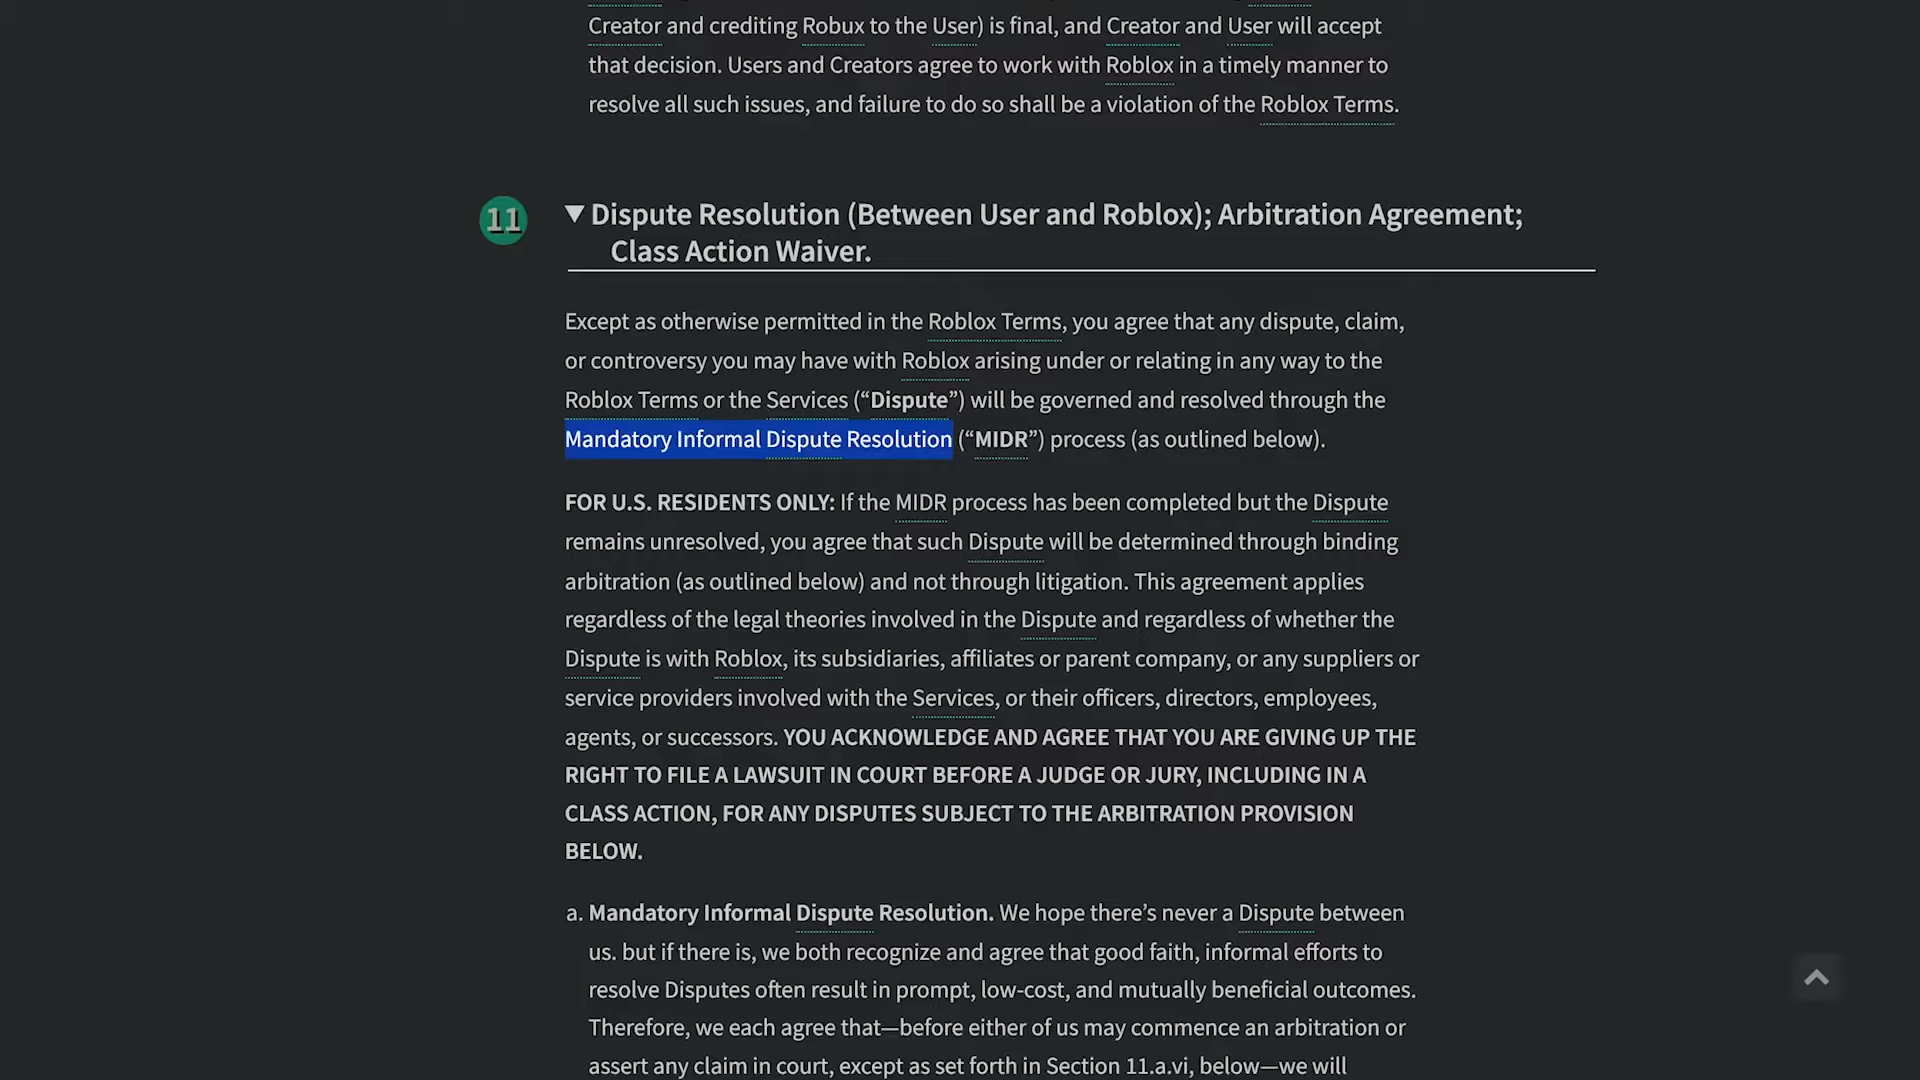 Creator and crediting Robux to the User) is final, and Creator and User will accept
that decision. Users and Creators agree to work with Roblox in a timely manner to
resolve all such issues, and failure to do so shall be a violation of the Roblox Terms.
11
▼ Dispute Resolution (Between User and Roblox); Arbitration Agreement;
Class Action Waiver.
Except as otherwise permitted in the Roblox Terms, you agree that any dispute, claim,
or controversy you may have with Roblox arising under or relating in any way to the
Roblox Terms or the Services (“Dispute”) will be governed and resolved through the
Mandatory Informal Dispute Resolution (“MIDR”) process (as outlined below).
FOR U.S. RESIDENTS ONLY: If the MIDR process has been completed but the Dispute
remains unresolved, you agree that such Dispute will be determined through binding
arbitration (as outlined below) and not through litigation. This agreement applies
regardless of the legal theories involved in the Dispute and regardless of whether the
Dispute is with Roblox, its subsidiaries, affiliates or parent company, or any suppliers or
service providers involved with the Services, or their officers, directors, employees,
agents, or successors. YOU ACKNOWLEDGE AND AGREE THAT YOU ARE GIVING UP THE
RIGHT TO FILE A LAWSUIT IN COURT BEFORE A JUDGE OR JURY, INCLUDING IN A
CLASS ACTION, FOR ANY DISPUTES SUBJECT TO THE ARBITRATION PROVISION
BELOW.
a. Mandatory Informal Dispute Resolution. We hope there’s never a Dispute between
us. but if there is, we both recognize and agree that good faith, informal efforts to
resolve Disputes often result in prompt, low-cost, and mutually beneficial outcomes.
Therefore, we each agree that—before either of us may commence an arbitration or
assert any claim in court, except as set forth in Section 11.a.vi, below—we will